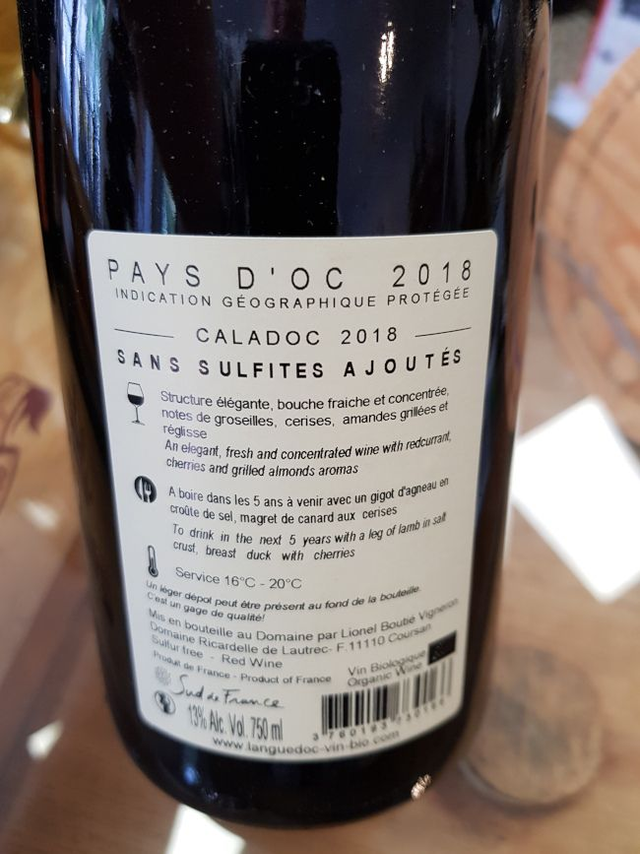 PAYS D'OC 2018
INDICATION GÉOGRAPHIQUE PROTÉGÉE
CALADOC 2018
SANS SULFITES AJOUTÉS
Structure élégante, bouche fraiche et concentrée,
notes de groseilles, cerises, amandes grillées et
réglisse
An elegant, fresh and concentrated wine with redcurrant,
cherries and grilled almonds aromas
A boire dans les 5 ans à venir avec un gigot d'agneau en
croûte de sel, magret de canard aux cerises
To drink in the next 5 years with a leg of lamb in salt
crust, breast duck with cherries
Service 16°C - 20°C
Un léger dépot peut être présent au fond de la bouteille.
C'est un gage de qualité!
Mis en bouteille au Domaine par Lionel Boutié Vigneron
Domaine Ricardelle de Lautrec- F.11110 Coursan
Sulfur free - Red Wine
Vin Biologique
Produit de France - Product of France
Organic Wine
Sud de France
13% Alc. Vol. 750 ml
www.languedoc-vin-bio.com